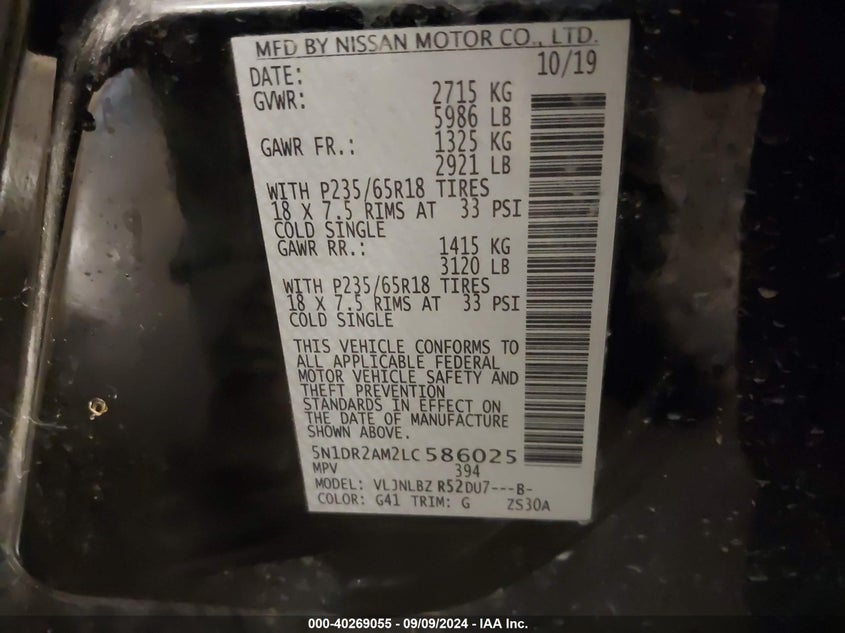 MFD BY NISSAN MOTOR CO., LTD.
DATE: 10/19
GVWR: 2715 KG
5986 LB
GAWR FR.: 1325 KG
2921 LB
WITH P235/65R18 TIRES
18 X 7.5 RIMS AT 33 PSI
COLD SINGLE
GAWR RR.: 1415 KG
3120 LB
WITH P235/65R18 TIRES
18 X 7.5 RIMS AT 33 PSI
COLD SINGLE
THIS VEHICLE CONFORMS TO
ALL APPLICABLE FEDERAL
MOTOR VEHICLE SAFETY AND
THEFT PREVENTION
STANDARDS IN EFFECT ON
THE DATE OF MANUFACTURE
SHOWN ABOVE.
5N1DR2AM2LC586025
MPV 394
MODEL: VLJNLBZ R52DU7---B-
COLOR: G41 TRIM: G ZS30A
000-40269055 - 09/09/2024 - IAA Inc.